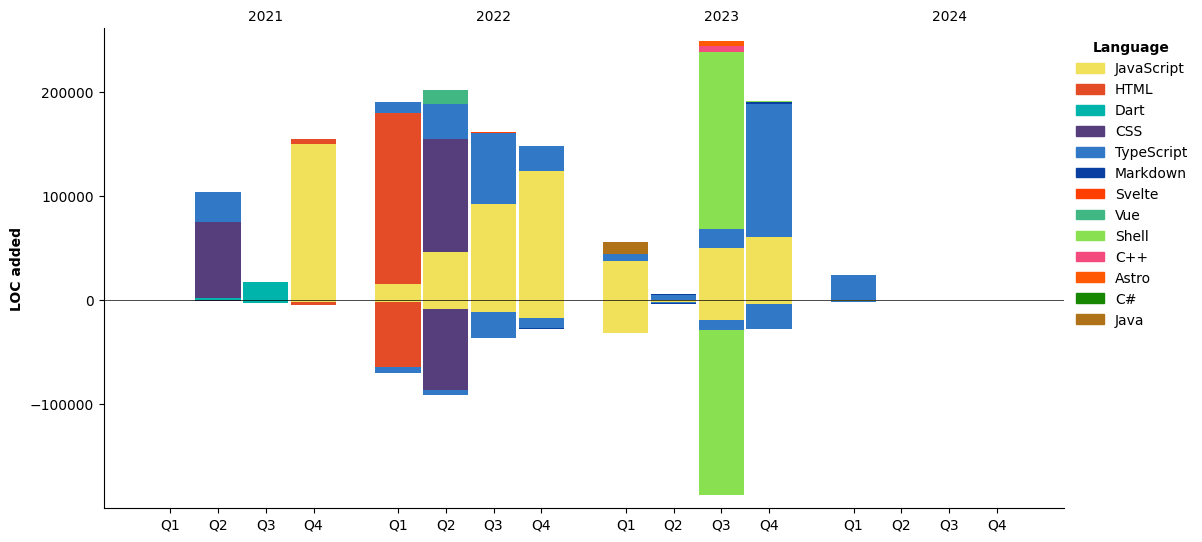 2021 2022 2023 2024
LOC added
200000
100000
0
−100000
Q1 Q2 Q3 Q4 Q1 Q2 Q3 Q4 Q1 Q2 Q3 Q4 Q1 Q2 Q3 Q4
Language
JavaScript
HTML
Dart
CSS
TypeScript
Markdown
Svelte
Vue
Shell
C++
Astro
C#
Java